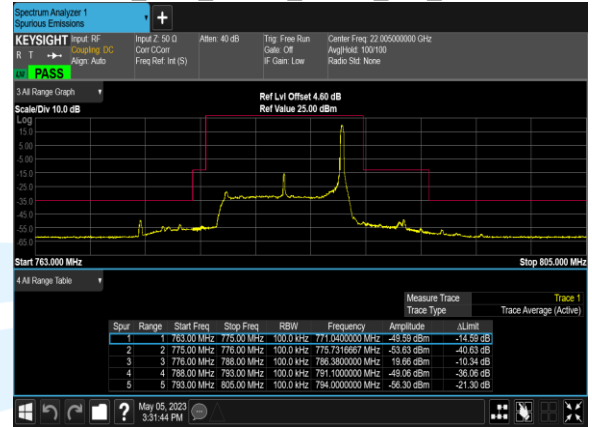 Spectrum Analyzer 1
Spurious Emissions
+
KEYSIGHT Input: RF Input Z: 50 Ω Atten: 40 dB Trig: Free Run Center Freq: 22.005000000 GHz
R T Coupling: DC Corr CCorr Gate: Off Avg|Hold: 100/100
Align: Auto Freq Ref: Int (S) IF Gain: Low Radio Std: None
PASS
3 All Range Graph
Ref Lvl Offset 4.60 dB
Scale/Div 10.0 dB Ref Value 25.00 dBm
Log
15.0
5.00
-5.00
-15.0
-25.0
-35.0
-45.0
-55.0
-65.0
Start 763.000 MHz Stop 805.000 MHz
4 All Range Table
Measure Trace Trace 1
Trace Type Trace Average (Active)
Spur Range Start Freq Stop Freq RBW Frequency Amplitude ΔLimit
1 1 763.00 MHz 775.00 MHz 100.0 kHz 771.0400000 MHz -49.59 dBm -14.59 dB
2 2 775.00 MHz 776.00 MHz 100.0 kHz 775.7316667 MHz -53.63 dBm -40.63 dB
3 3 776.00 MHz 788.00 MHz 100.0 kHz 786.3800000 MHz 19.66 dBm -10.34 dB
4 4 788.00 MHz 793.00 MHz 100.0 kHz 791.1000000 MHz -49.06 dBm -36.06 dB
5 5 793.00 MHz 805.00 MHz 100.0 kHz 794.0000000 MHz -56.30 dBm -21.30 dB
? May 05, 2023
3:31:44 PM